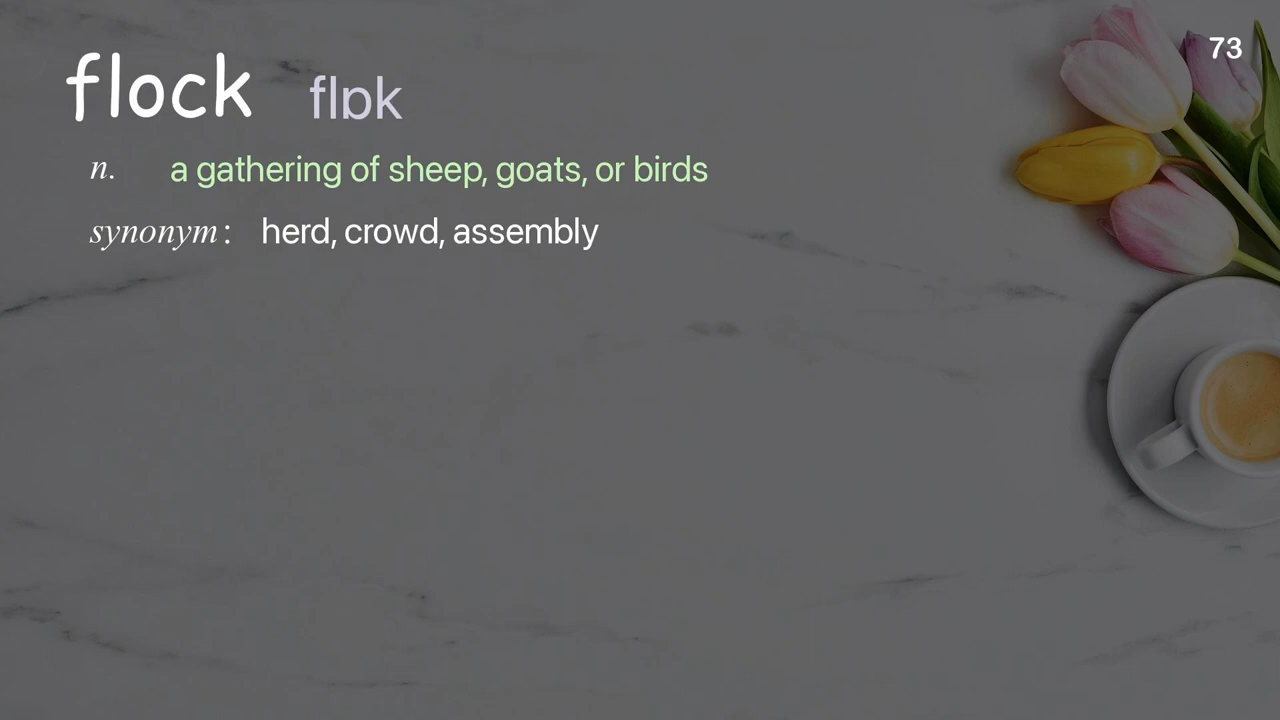 flock flɒk
73
n. a gathering of sheep, goats, or birds
synonym: herd, crowd, assembly